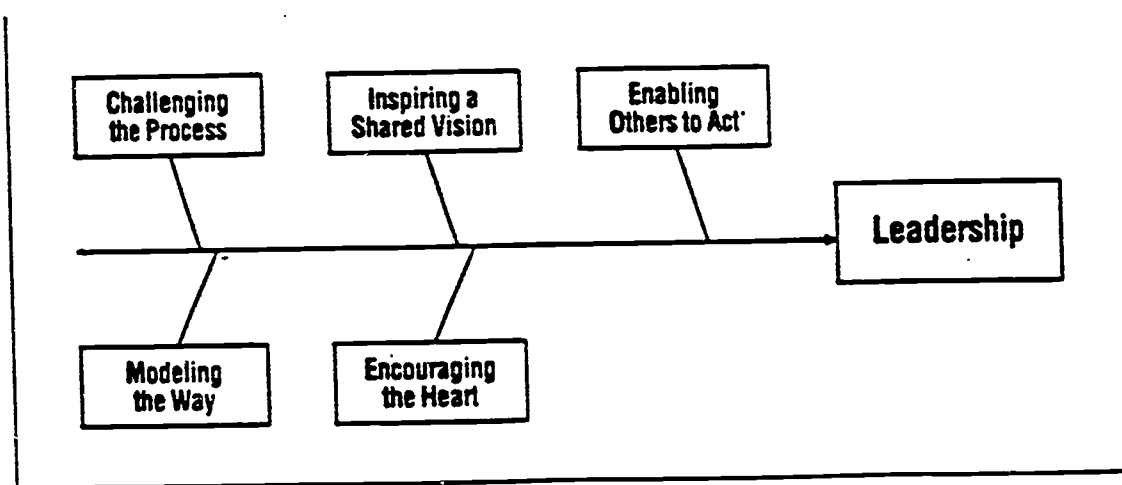 Challenging
the Process
Inspiring a
Shared Vision
Enabling
Others to Act
Leadership
Modeling
the Way
Encouraging
the Heart